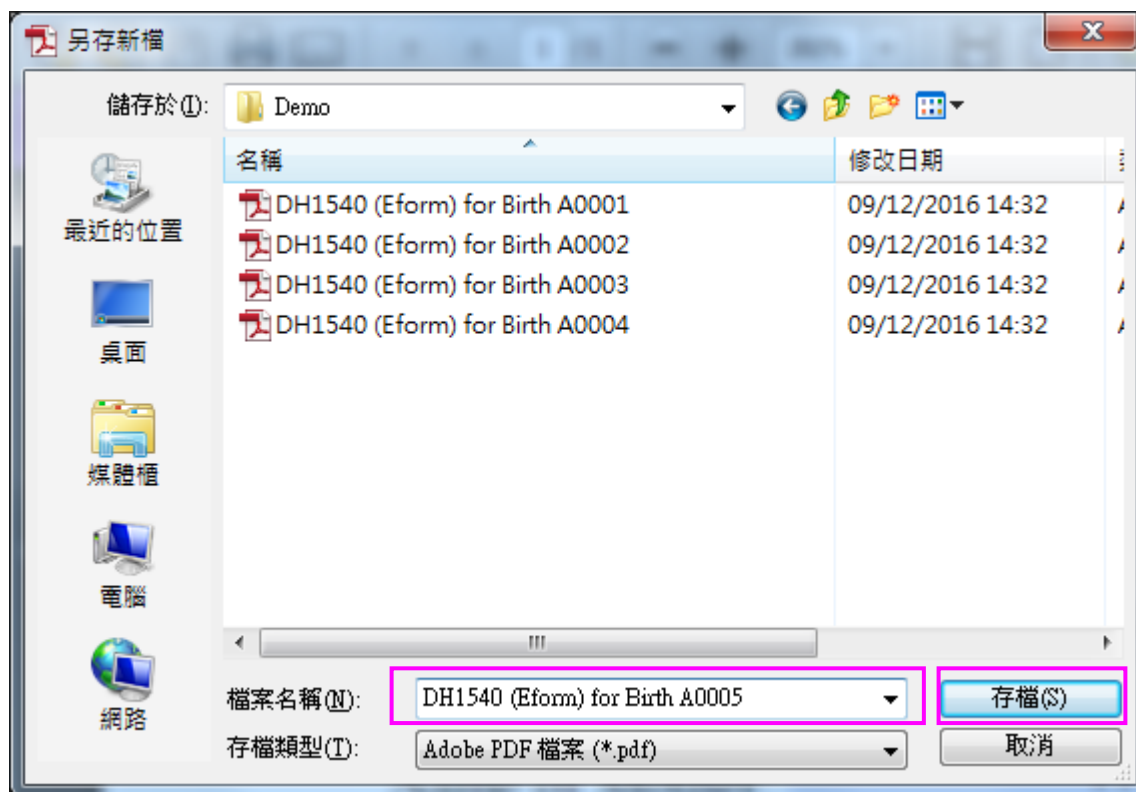 另存新檔
儲存於(I): Demo
名稱 修改日期
DH1540 (Eform) for Birth A0001 09/12/2016 14:32
DH1540 (Eform) for Birth A0002 09/12/2016 14:32
DH1540 (Eform) for Birth A0003 09/12/2016 14:32
DH1540 (Eform) for Birth A0004 09/12/2016 14:32
最近的位置
桌面
媒體櫃
電腦
網路
檔案名稱(N): DH1540 (Eform) for Birth A0005 存檔(S)
存檔類型(T): Adobe PDF 檔案 (*.pdf) 取消